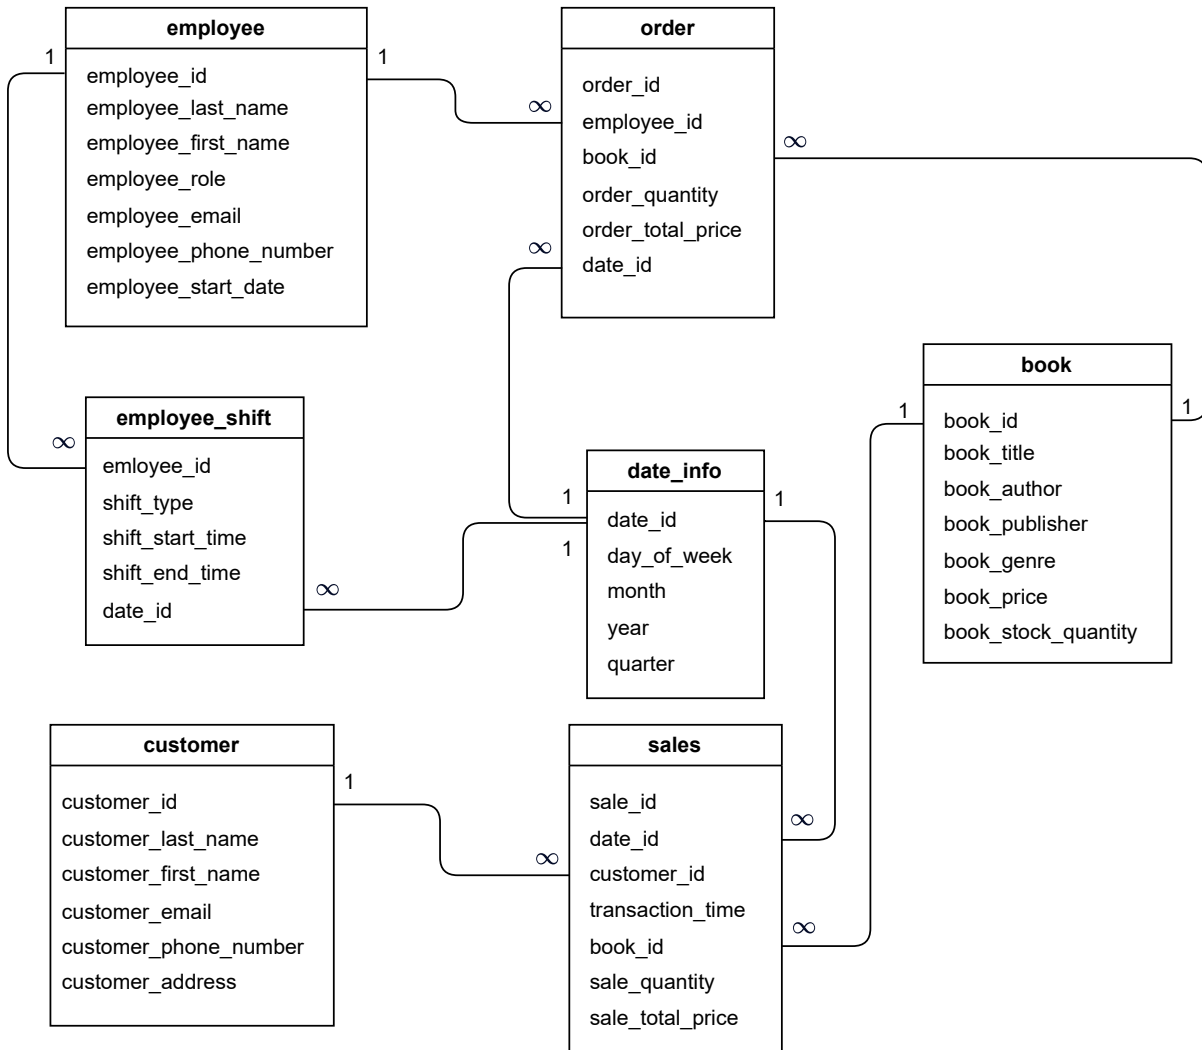 employee
employee_id
employee_last_name
employee_first_name
employee_role
employee_email
employee_phone_number
employee_start_date
1
1
order
order_id
employee_id
book_id
order_quantity
order_total_price
date_id
∞
∞
∞
employee_shift
emloyee_id
shift_type
shift_start_time
shift_end_time
date_id
∞
∞
date_info
date_id
day_of_week
month
year
quarter
1
1
1
book
book_id
book_title
book_author
book_publisher
book_genre
book_price
book_stock_quantity
1
1
customer
customer_id
customer_last_name
customer_first_name
customer_email
customer_phone_number
customer_address
1
sales
sale_id
date_id
customer_id
transaction_time
book_id
sale_quantity
sale_total_price
∞
∞
∞